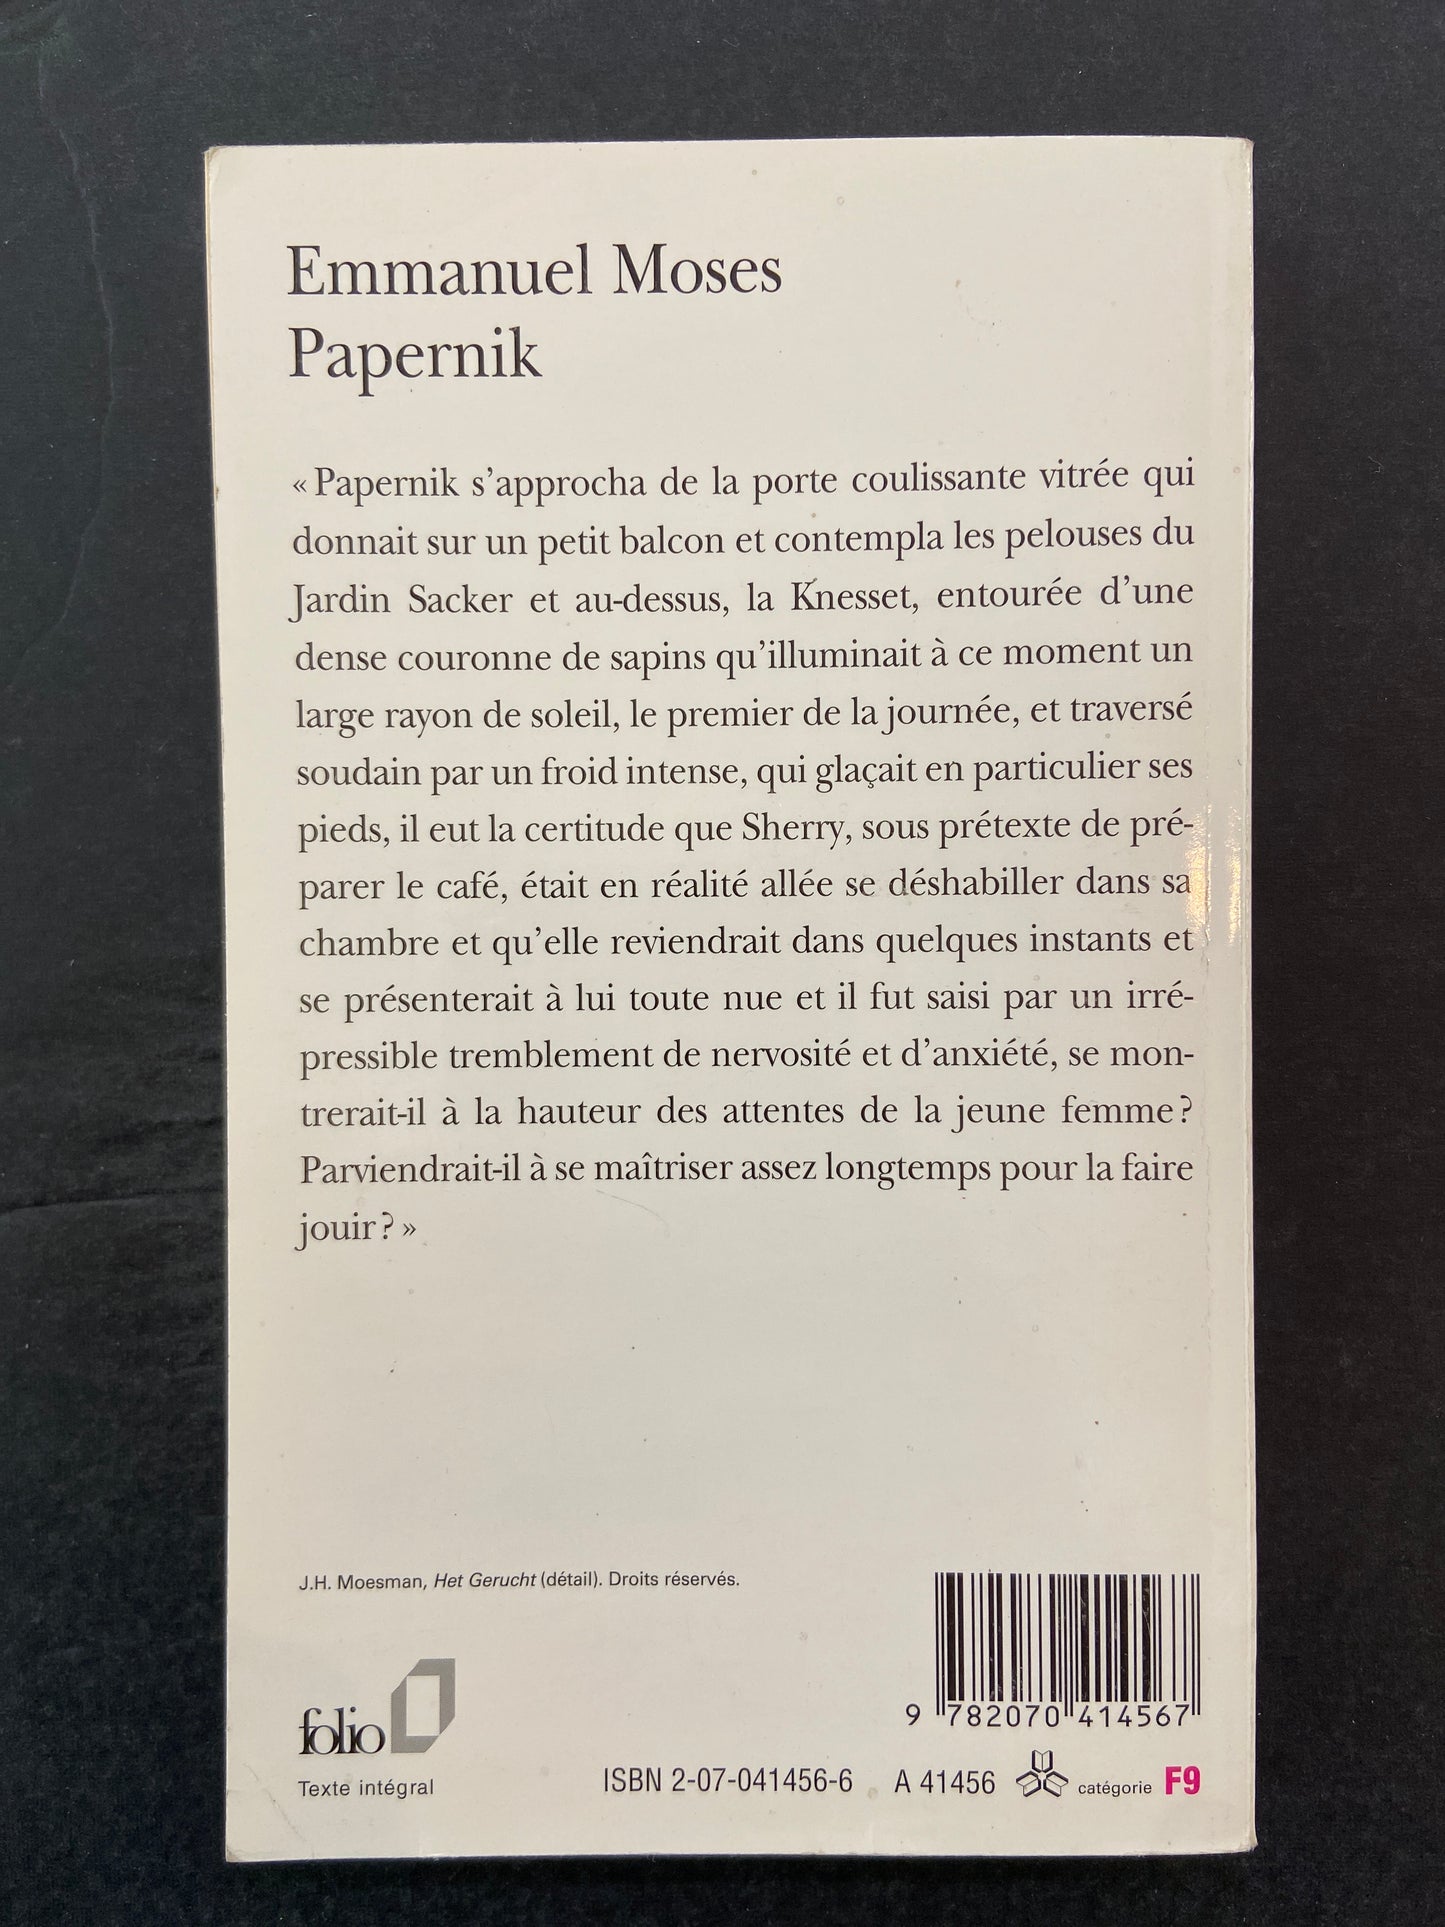 Emmanuel Moses
Papernik
« Papernik s’approcha de la porte coulissante vitrée qui
donnait sur un petit balcon et contempla les pelouses du
Jardin Sacker et au-dessus, la Knesset, entourée d’une
dense couronne de sapins qu’illuminait à ce moment un
large rayon de soleil, le premier de la journée, et traversé
soudain par un froid intense, qui glaçait en particulier ses
pieds, il eut la certitude que Sherry, sous prétexte de pré-
parer le café, était en réalité allée se déshabiller dans sa
chambre et qu’elle reviendrait dans quelques instants et
se présenterait à lui toute nue et il fut saisi par un irré-
pressible tremblement de nervosité et d’anxiété, se mon-
trerait-il à la hauteur des attentes de la jeune femme ?
Parviendrait-il à se maîtriser assez longtemps pour la faire
jouir ? »
J.H. Moesman, Het Gerucht (détail). Droits réservés.
9 782070 414567
folio
Texte intégral
ISBN 2-07-041456-6 A 41456 catégorie F9